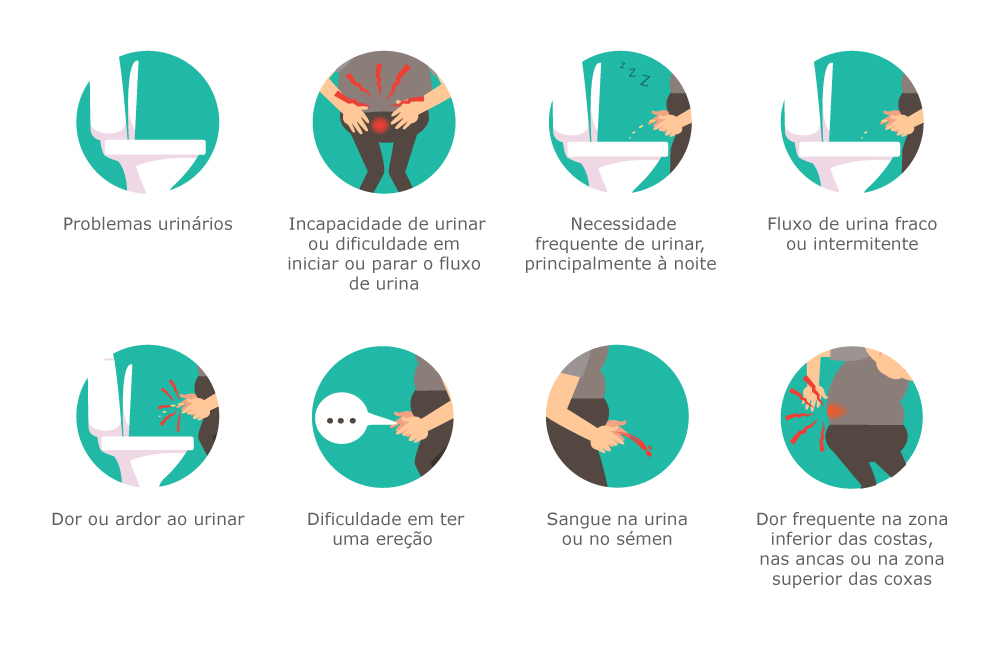 z z z
Problemas urinários
Incapacidade de urinar
ou dificuldade em
iniciar ou parar o fluxo
de urina
Necessidade
frequente de urinar,
principalmente à noite
Fluxo de urina fraco
ou intermitente
Dor ou ardor ao urinar
Dificuldade em ter
uma ereção
Sangue na urina
ou no sémen
Dor frequente na zona
inferior das costas,
nas ancas ou na zona
superior das coxas